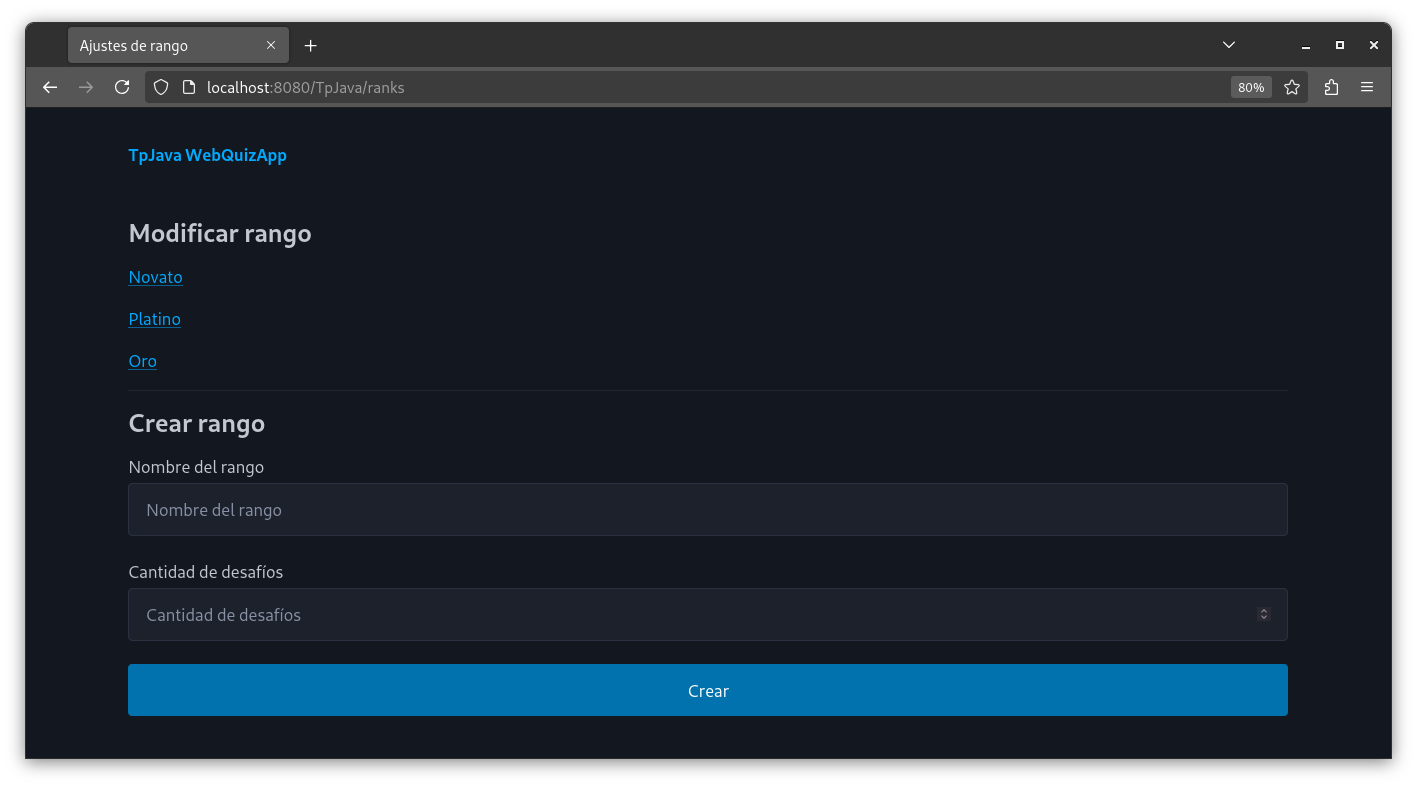 Ajustes de rango
localhost:8080/TpJava/ranks
80%
TpJava WebQuizApp
Modificar rango
Novato
Platino
Oro
Crear rango
Nombre del rango
Nombre del rango
Cantidad de desafíos
Cantidad de desafíos
Crear